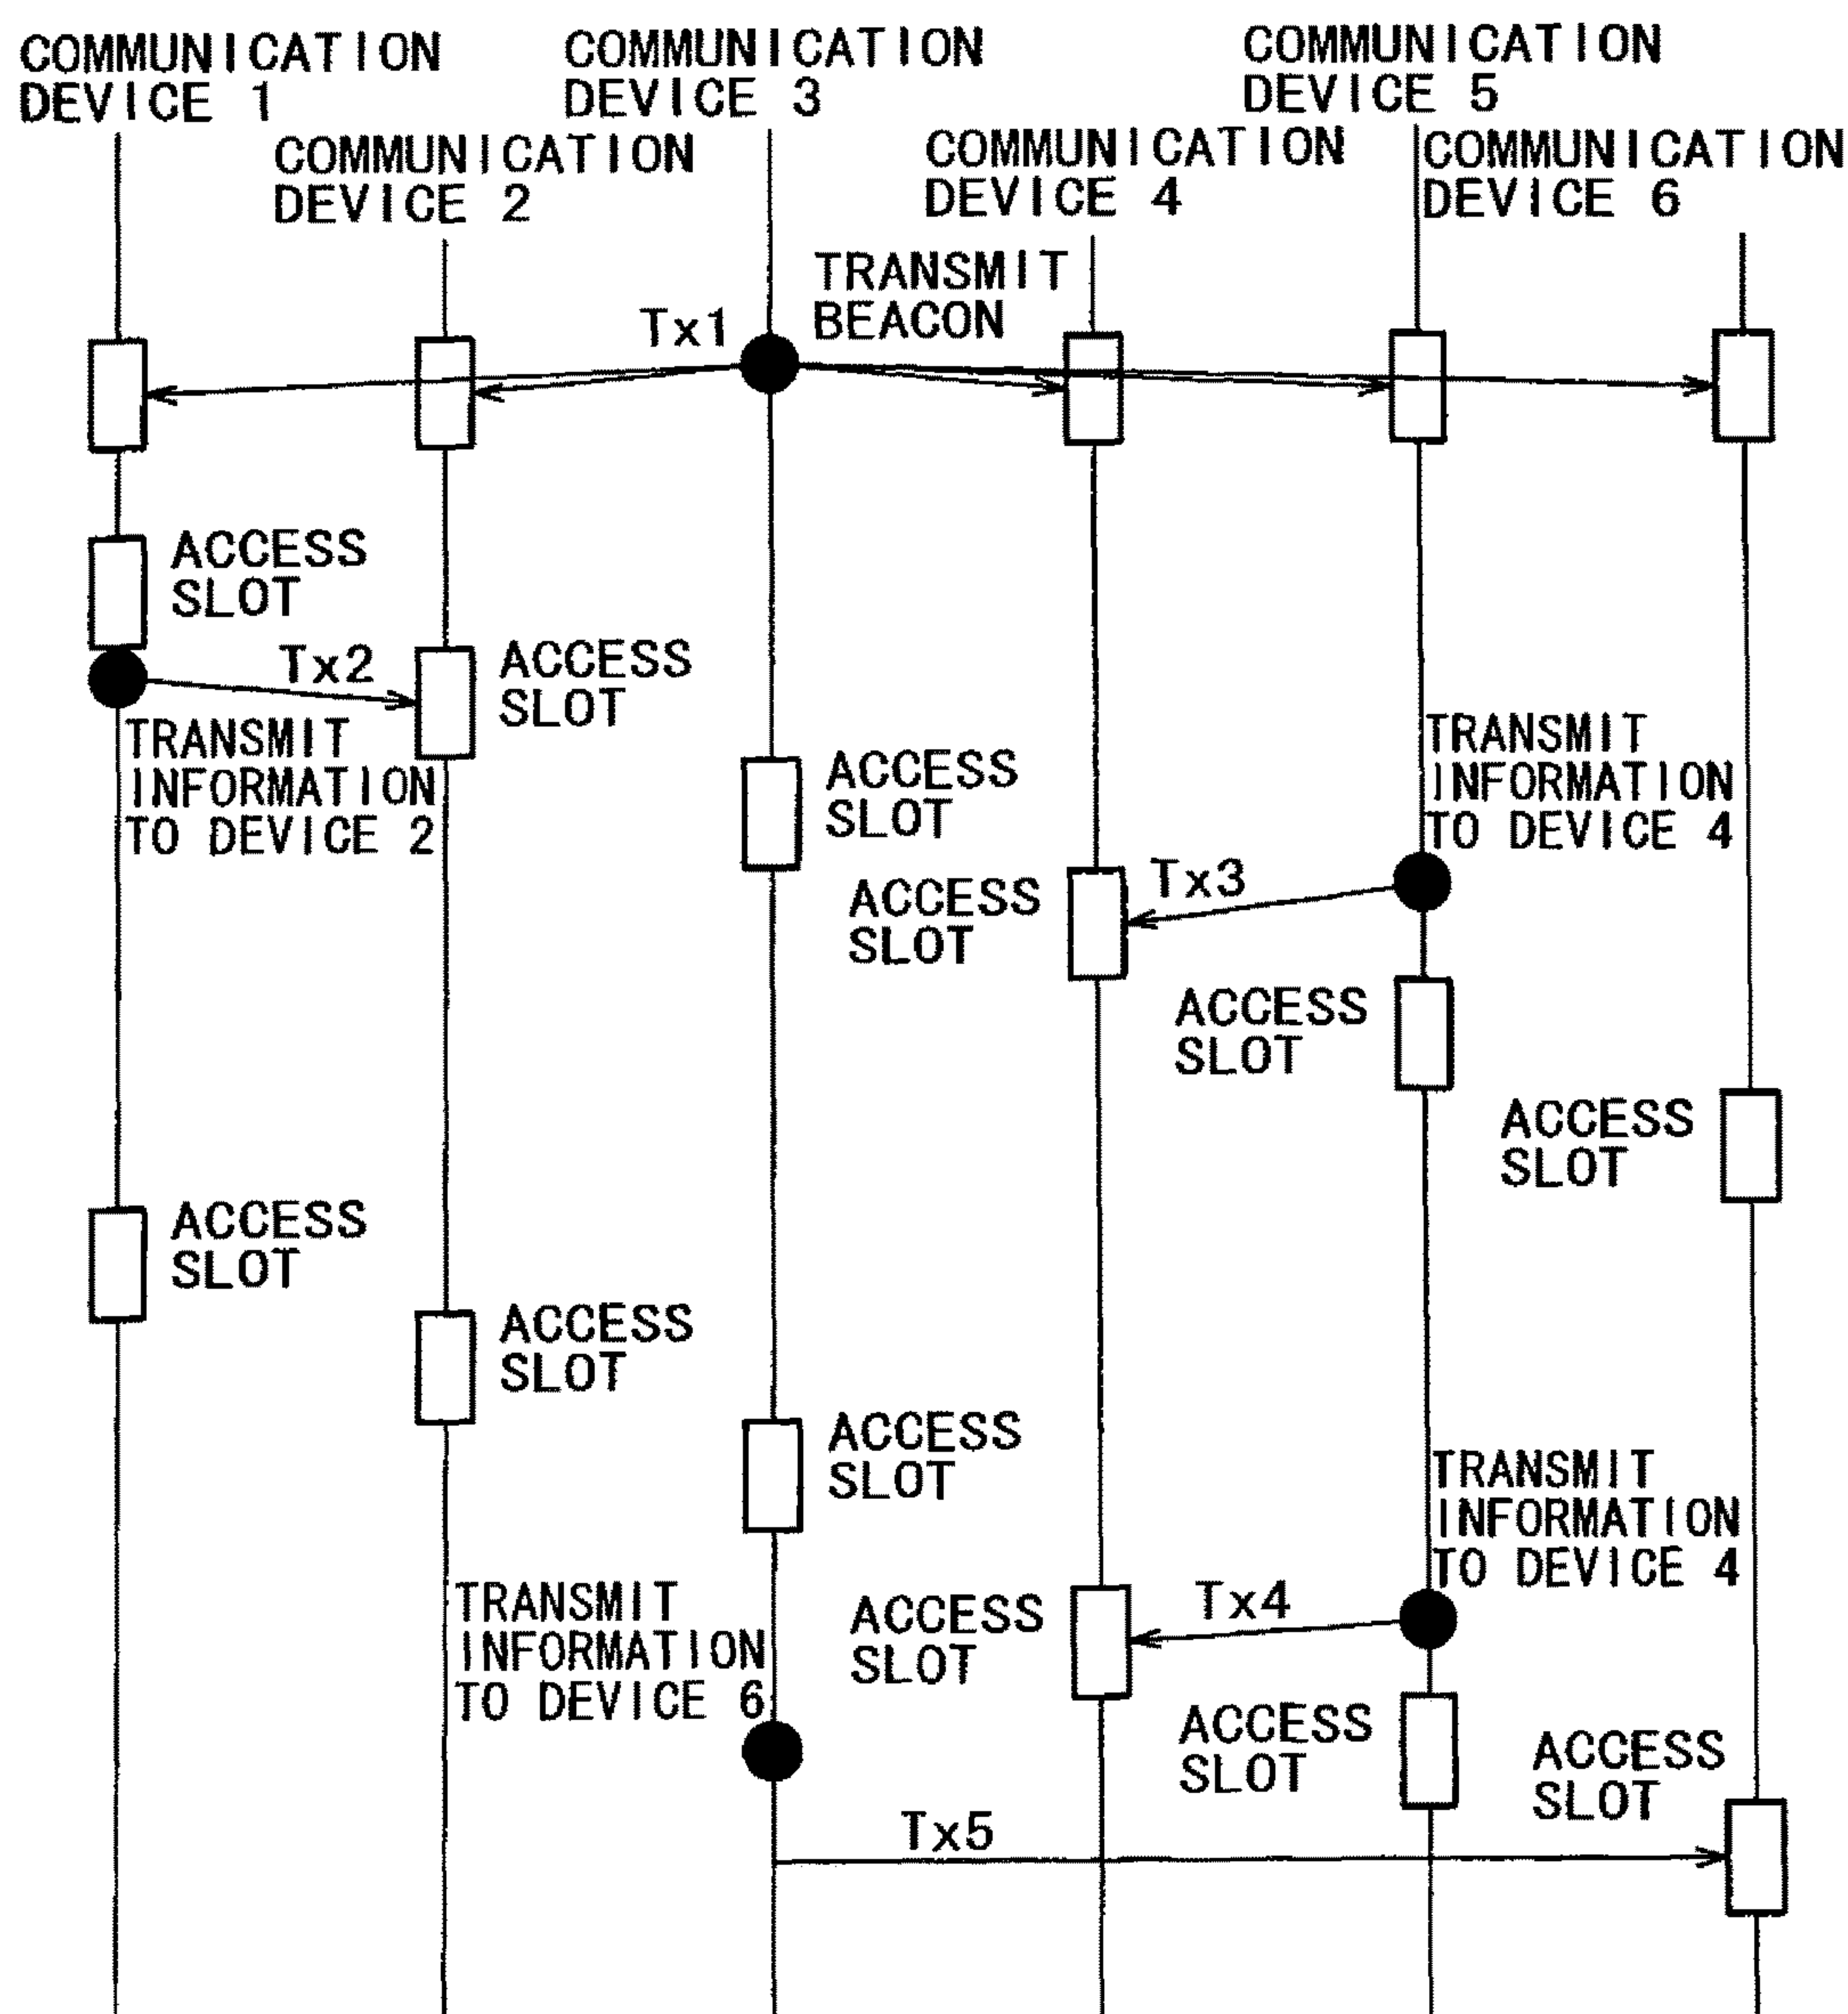 COMMUNICATION
DEVICE 1
COMMUNICATION
DEVICE 3
COMMUNICATION
DEVICE 5
COMMUNICATION
DEVICE 2
COMMUNICATION
DEVICE 4
COMMUNICATION
DEVICE 6
TRANSMIT
BEACON
Tx1
ACCESS
SLOT
Tx2
ACCESS
SLOT
TRANSMIT
INFORMATION
TO DEVICE 2
ACCESS
SLOT
TRANSMIT
INFORMATION
TO DEVICE 4
Tx3
ACCESS
SLOT
ACCESS
SLOT
ACCESS
SLOT
ACCESS
SLOT
ACCESS
SLOT
ACCESS
SLOT
TRANSMIT
INFORMATION
TO DEVICE 4
TRANSMIT
INFORMATION
TO DEVICE 6
ACCESS
SLOT
Tx4
ACCESS
SLOT
ACCESS
SLOT
Tx5